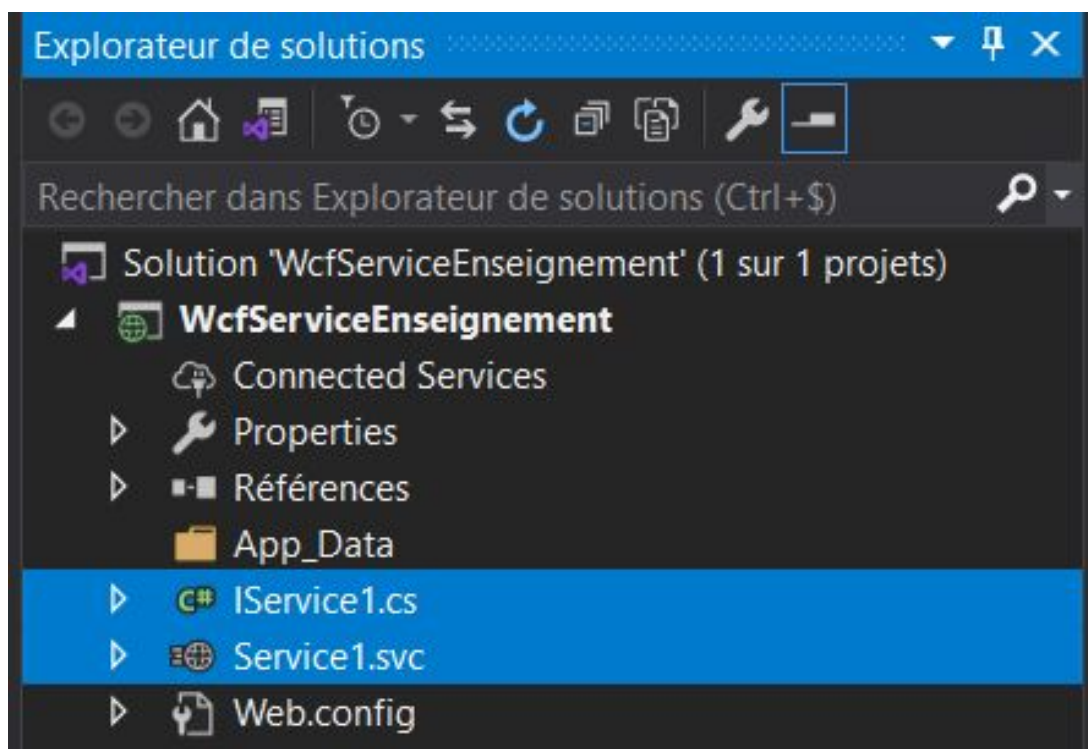 Explorateur de solutions
Rechercher dans Explorateur de solutions (Ctrl+$)
Solution 'WcfServiceEnseignement' (1 sur 1 projets)
WcfServiceEnseignement
Connected Services
Properties
Références
App_Data
C# IService1.cs
Service1.svc
Web.config